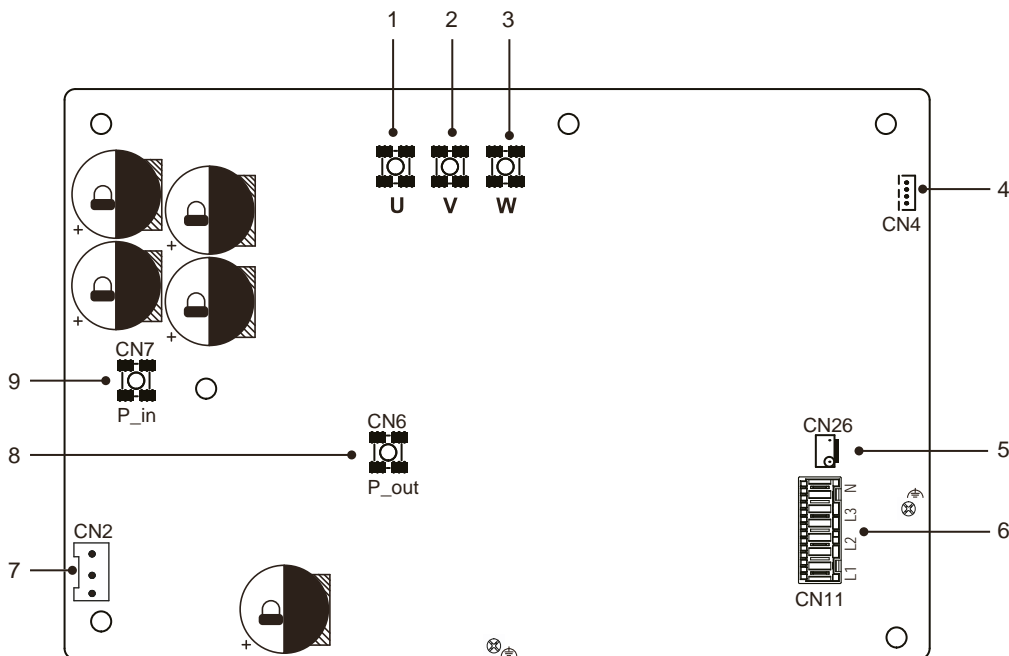 1 2 3
U V W
4
CN4
CN7
9
P_in
CN6
8
P_out
CN26
5
N
L3
6
L2
L1
CN11
CN2
7
+
+
+
+
+